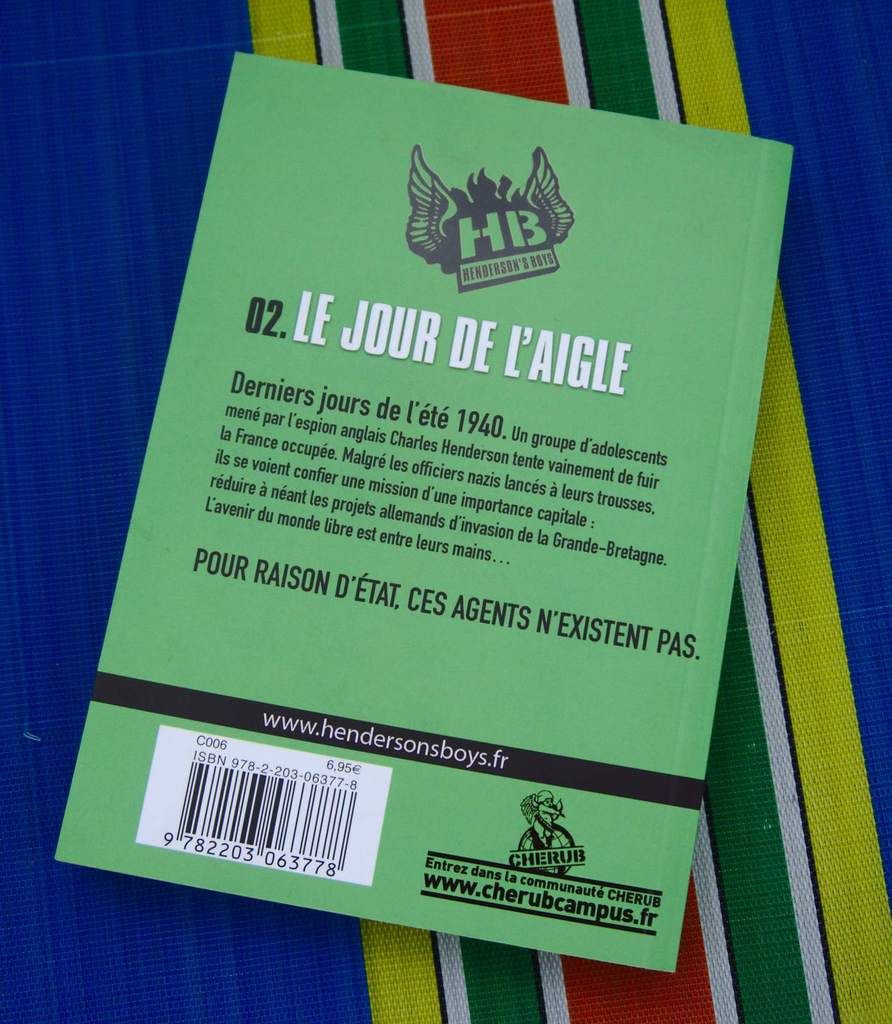 HB
HENDERSON'S BOYS
02. LE JOUR DE L'AIGLE
Derniers jours de l'été 1940. Un groupe d'adolescents
mené par l'espion anglais Charles Henderson tente vainement de fuir
la France occupée. Malgré les officiers nazis lancés à leurs trousses,
ils se voient confier une mission d'une importance capitale :
réduire à néant les projets allemands d'invasion de la Grande-Bretagne.
L'avenir du monde libre est entre leurs mains...
POUR RAISON D'ÉTAT, CES AGENTS N'EXISTENT PAS.
www.hendersonsboys.fr
C006 6,95€
ISBN 978-2-203-06377-8
9 782203 063778
CHERUB
Entrez dans la communauté CHERUB
www.cherubcampus.fr